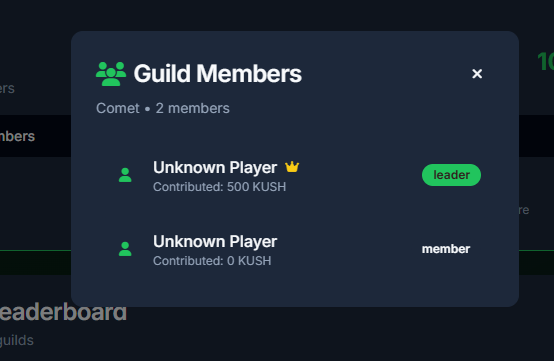 Guild Members
Comet • 2 members
Unknown Player
Contributed: 500 KUSH
leader
Unknown Player
Contributed: 0 KUSH
member
10
ers
mbers
re
eaderboard
guilds